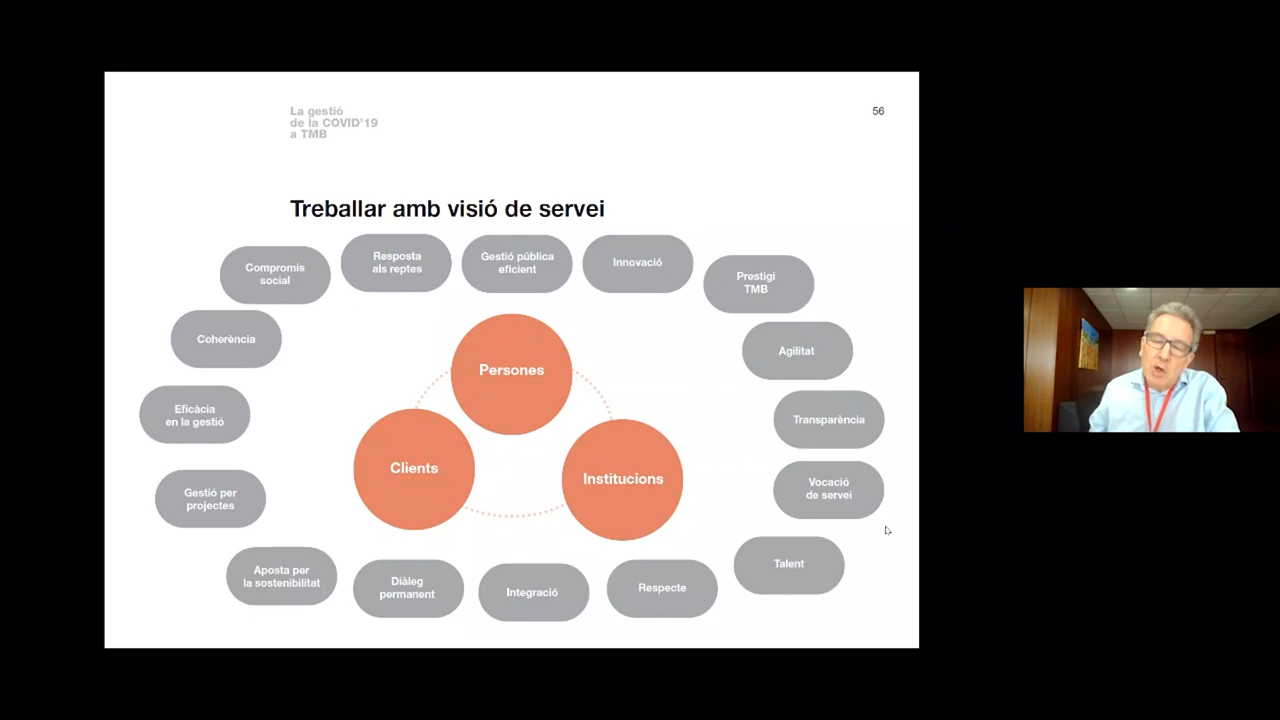 La gestió
de la COVID'19
a TMB
56
Treballar amb visió de servei
Compromís
social
Resposta
als reptes
Gestió pública
eficient
Innovació
Prestigi
TMB
Coherència
Agilitat
Persones
Eficàcia
en la gestió
Transparència
Clients
Institucions
Gestió per
projectes
Vocació
de servei
Aposta per
la sostenibilitat
Diàleg
permanent
Integració
Respecte
Talent